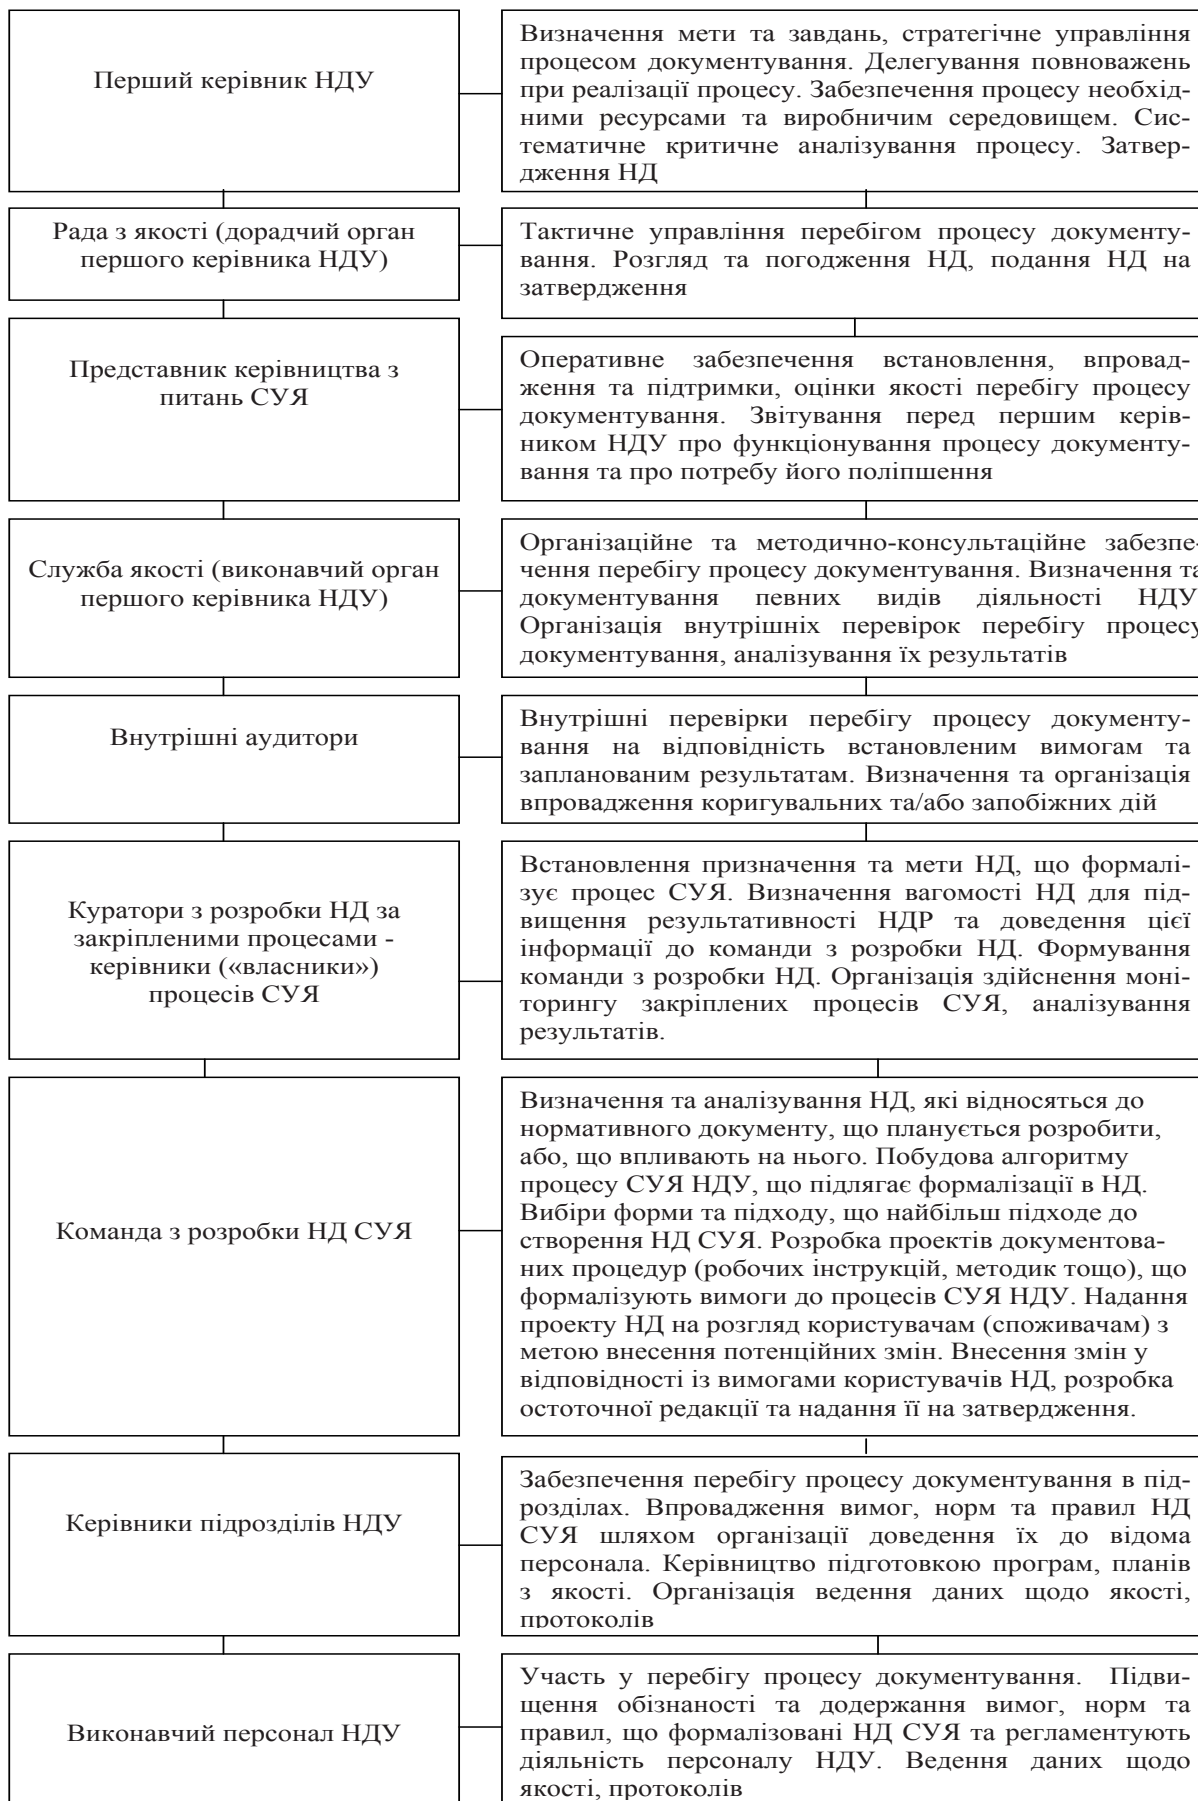 Перший керівник НДУ
Визначення мети та завдань, стратегічне управління
процесом документування. Делегування повноважень
при реалізації процесу. Забезпечення процесу необхід-
ними ресурсами та виробничим середовищем. Сис-
тематичне критичне аналізування процесу. Затвер-
дження НД
Рада з якості (дорадчий орган
першого керівника НДУ)
Тактичне управління перебігом процесу документу-
вання. Розгляд та погодження НД, подання НД на
затвердження
Представник керівництва з
питань СУЯ
Оперативне забезпечення встановлення, впровад-
ження та підтримки, оцінки якості перебігу процесу
документування. Звітування перед першим керів-
ником НДУ про функціонування процесу документу-
вання та про потребу його поліпшення
Служба якості (виконавчий орган
першого керівника НДУ)
Організаційне та методично-консультаційне забезпе-
чення перебігу процесу документування. Визначення та
документування певних видів діяльності НДУ
Організація внутрішніх перевірок перебігу процесу
документування, аналізування їх результатів
Внутрішні аудитори
Внутрішні перевірки перебігу процесу документу-
вання на відповідність встановленим вимогам та
запланованим результатам. Визначення та організація
впровадження коригувальних та/або запобіжних дій
Куратори з розробки НД за
закріпленими процесами -
керівники («власники»)
процесів СУЯ
Встановлення призначення та мети НД, що формалі-
зує процес СУЯ. Визначення вагомості НД для під-
вищення результативності НДР та доведення цієї
інформації до команди з розробки НД. Формування
команди з розробки НД. Організація здійснення моні-
торингу закріплених процесів СУЯ, аналізування
результатів.
Команда з розробки НД СУЯ
Визначення та аналізування НД, які відносяться до
нормативного документу, що планується розробити,
або, що впливають на нього. Побудова алгоритму
процесу СУЯ НДУ, що підлягає формалізації в НД.
Вибіри форми та підходу, що найбільш підходе до
створення НД СУЯ. Розробка проектів документова-
них процедур (робочих інструкцій, методик тощо), що
формалізують вимоги до процесів СУЯ НДУ. Надання
проекту НД на розгляд користувачам (споживачам) з
метою внесення потенційних змін. Внесення змін у
відповідності із вимогами користувачів НД, розробка
остоточної редакції та надання її на затвердження.
Керівники підрозділів НДУ
Забезпечення перебігу процесу документування в під-
розділах. Впровадження вимог, норм та правил НД
СУЯ шляхом організації доведення їх до відома
персонала. Керівництво підготовкою програм, планів
з якості. Організація ведення даних щодо якості,
протоколів
Виконавчий персонал НДУ
Участь у перебігу процесу документування. Підви-
щення обізнаності та додержання вимог, норм та
правил, що формалізовані НД СУЯ та регламентують
діяльність персоналу НДУ. Ведення даних щодо
якості, протоколів